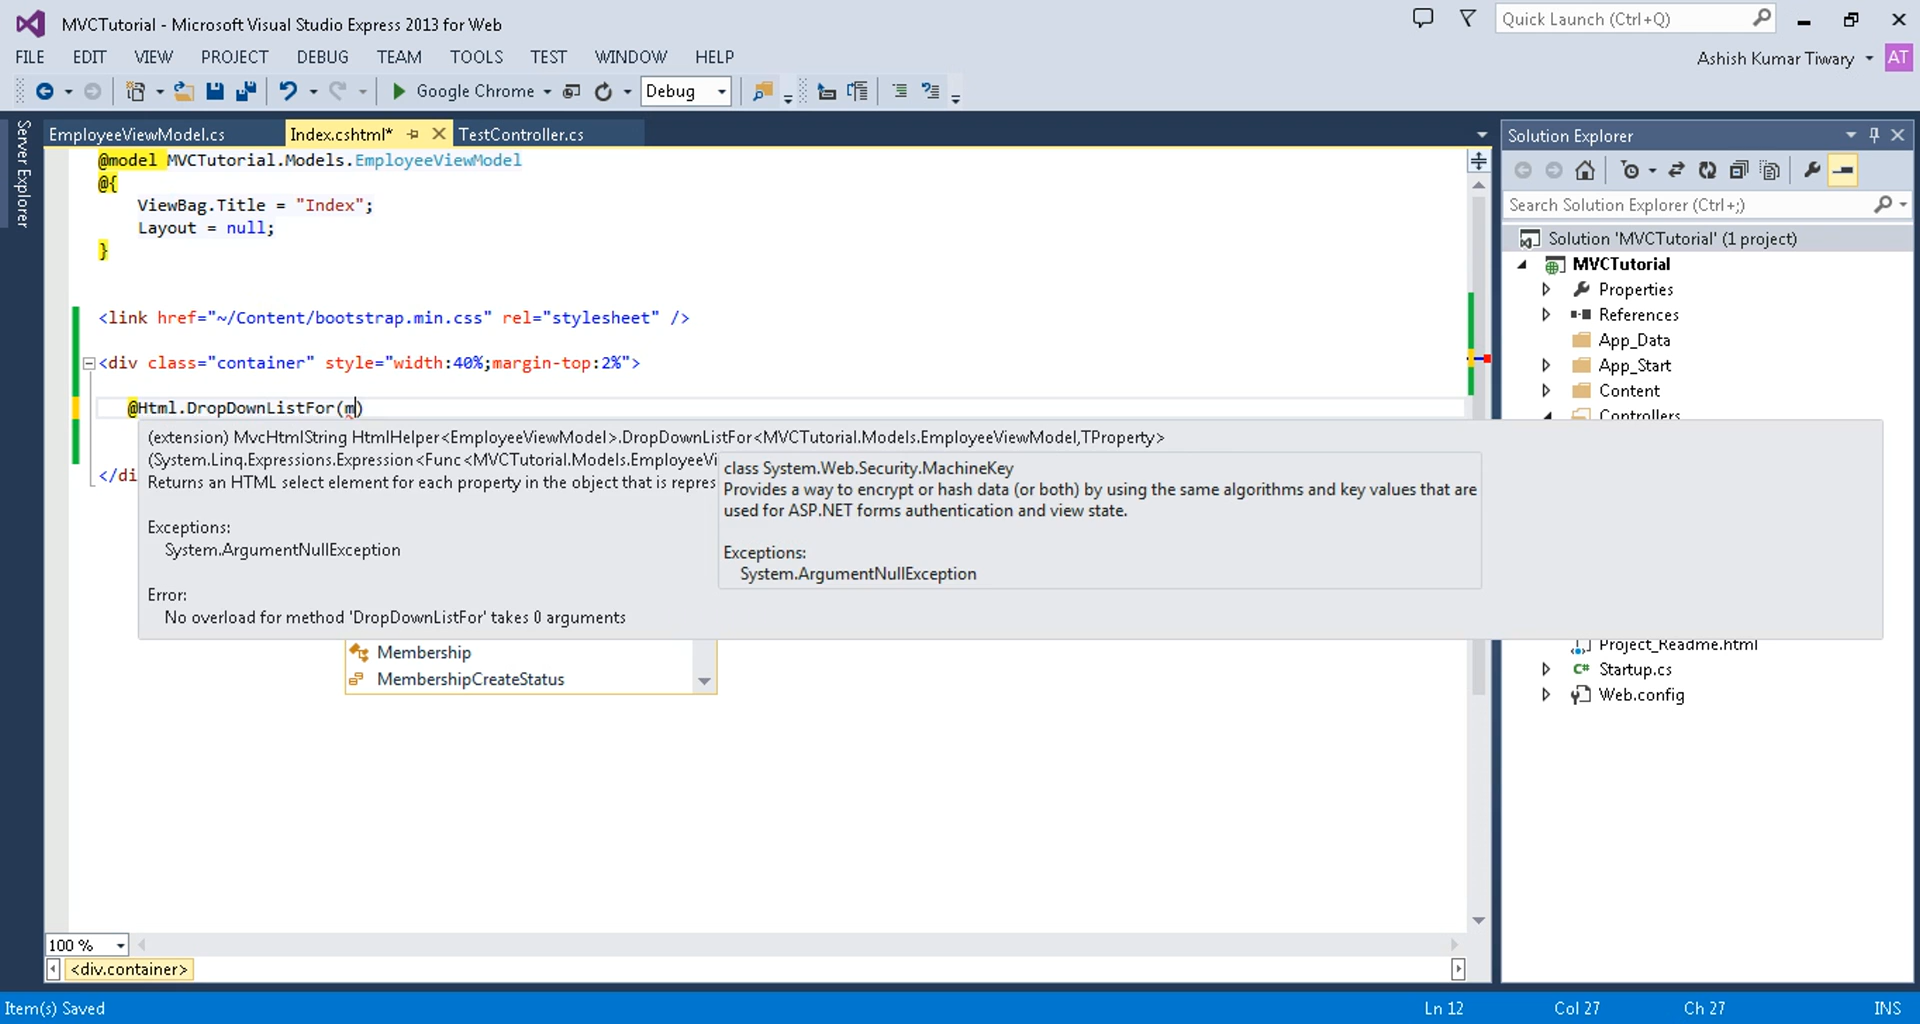 MVCTutorial - Microsoft Visual Studio Express 2013 for Web
Quick Launch (Ctrl+Q)
FILE EDIT VIEW PROJECT DEBUG TEAM TOOLS TEST WINDOW HELP
Ashish Kumar Tiwary AT
Google Chrome Debug
Server Explorer
EmployeeViewModel.cs Index.cshtml* TestController.cs
@model MVCTutorial.Models.EmployeeViewModel
@{
ViewBag.Title = "Index";
Layout = null;
}
<link href="~/Content/bootstrap.min.css" rel="stylesheet" />
<div class="container" style="width:40%;margin-top:2%">
@Html.DropDownListFor(m)
(extension) MvcHtmlString HtmlHelper<EmployeeViewModel>.DropDownListFor<MVCTutorial.Models.EmployeeViewModel,TProperty>
(System.Linq.Expressions.Expression<Func<MVCTutorial.Models.EmployeeVi
</di
Returns an HTML select element for each property in the object that is repres
Exceptions:
System.ArgumentNullException
Error:
No overload for method 'DropDownListFor' takes 0 arguments
class System.Web.Security.MachineKey
Provides a way to encrypt or hash data (or both) by using the same algorithms and key values that are
used for ASP.NET forms authentication and view state.
Exceptions:
System.ArgumentNullException
Membership
MembershipCreateStatus
Solution Explorer
Search Solution Explorer (Ctrl+;)
Solution 'MVCTutorial' (1 project)
MVCTutorial
Properties
References
App_Data
App_Start
Content
Controllers
Project_Readme.html
C# Startup.cs
Web.config
100 %
<div.container>
Item(s) Saved
Ln 12 Col 27 Ch 27 INS